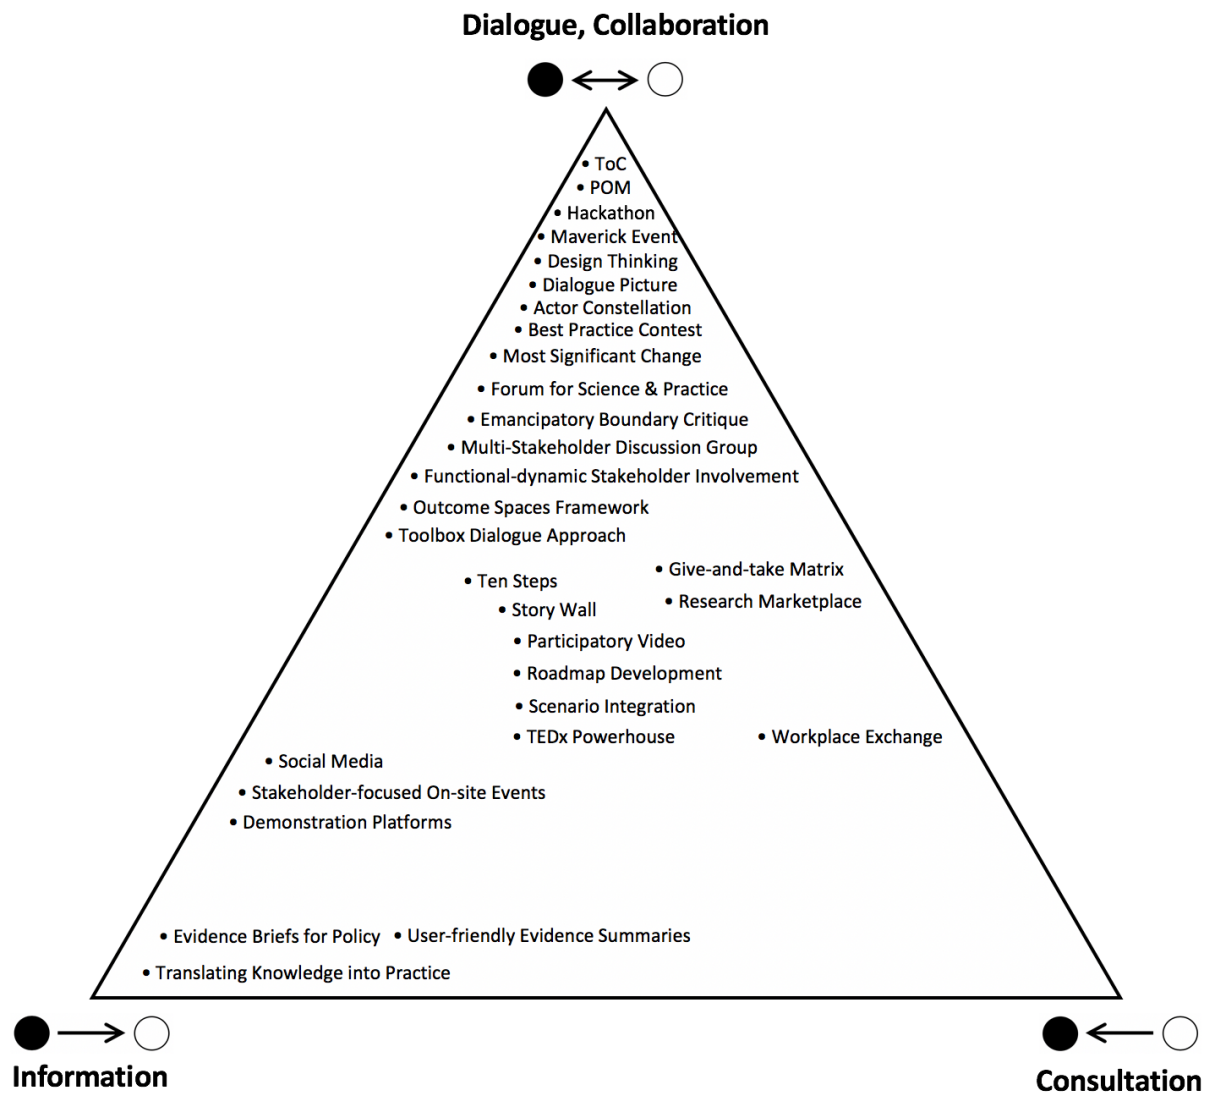 Dialogue, Collaboration
• ToC
• POM
• Hackathon
• Maverick Event
• Design Thinking
• Dialogue Picture
• Actor Constellation
• Best Practice Contest
• Most Significant Change
• Forum for Science & Practice
• Emancipatory Boundary Critique
• Multi-Stakeholder Discussion Group
• Functional-dynamic Stakeholder Involvement
• Outcome Spaces Framework
• Toolbox Dialogue Approach
• Give-and-take Matrix
• Ten Steps
• Research Marketplace
• Story Wall
• Participatory Video
• Roadmap Development
• Scenario Integration
• TEDx Powerhouse
• Workplace Exchange
• Social Media
• Stakeholder-focused On-site Events
• Demonstration Platforms
• Evidence Briefs for Policy
• User-friendly Evidence Summaries
• Translating Knowledge into Practice
Information
Consultation